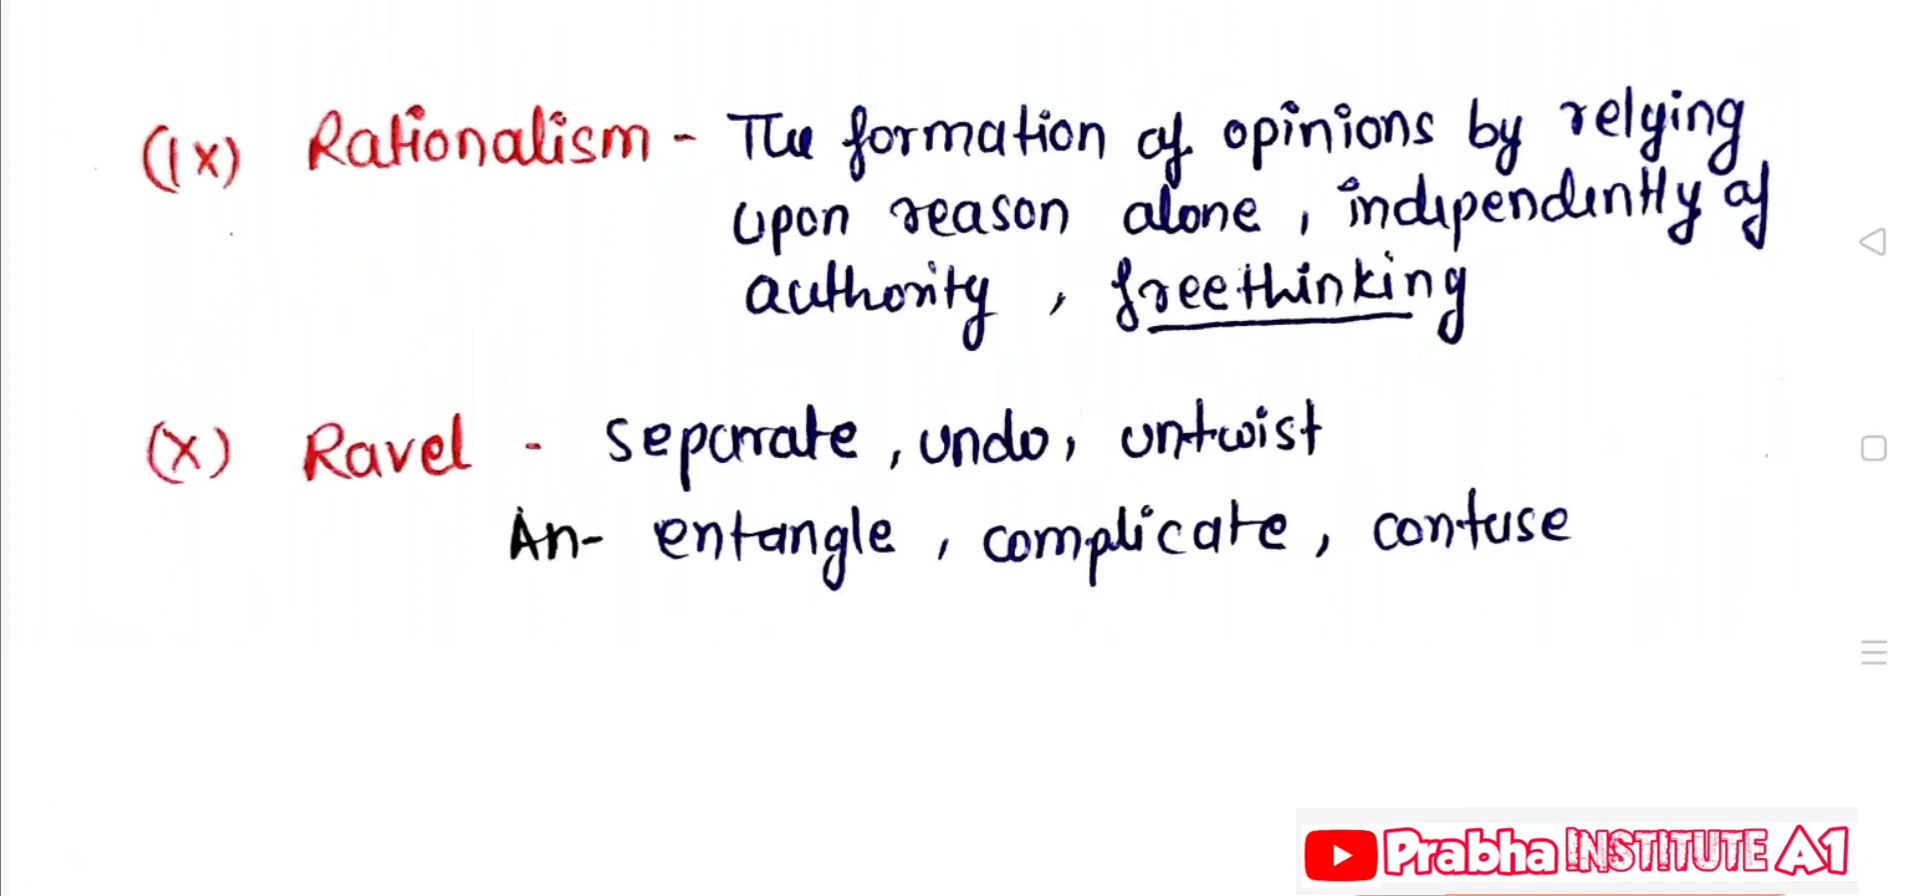 (IX) Rationalism - The formation of opinions by relying
upon reason alone, independently of
authority, freethinking
(X) Ravel - separate, undo, untwist
An- entangle, complicate, confuse
Prabha INSTITUTE A1